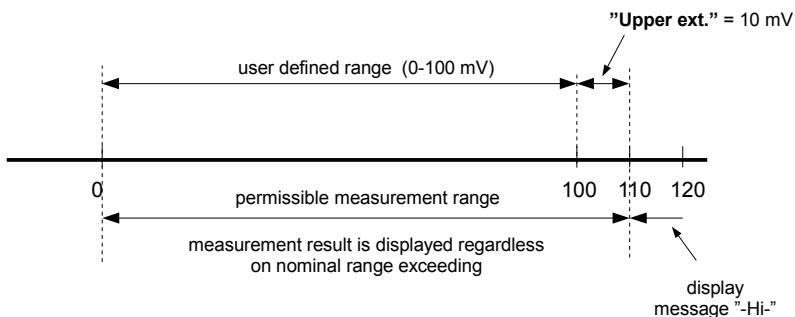 ”Upper ext.” = 10 mV
user defined range (0-100 mV)
0
100
110
120
permissible measurement range
measurement result is displayed regardless
on nominal range exceeding
display
message ”-Hi-”